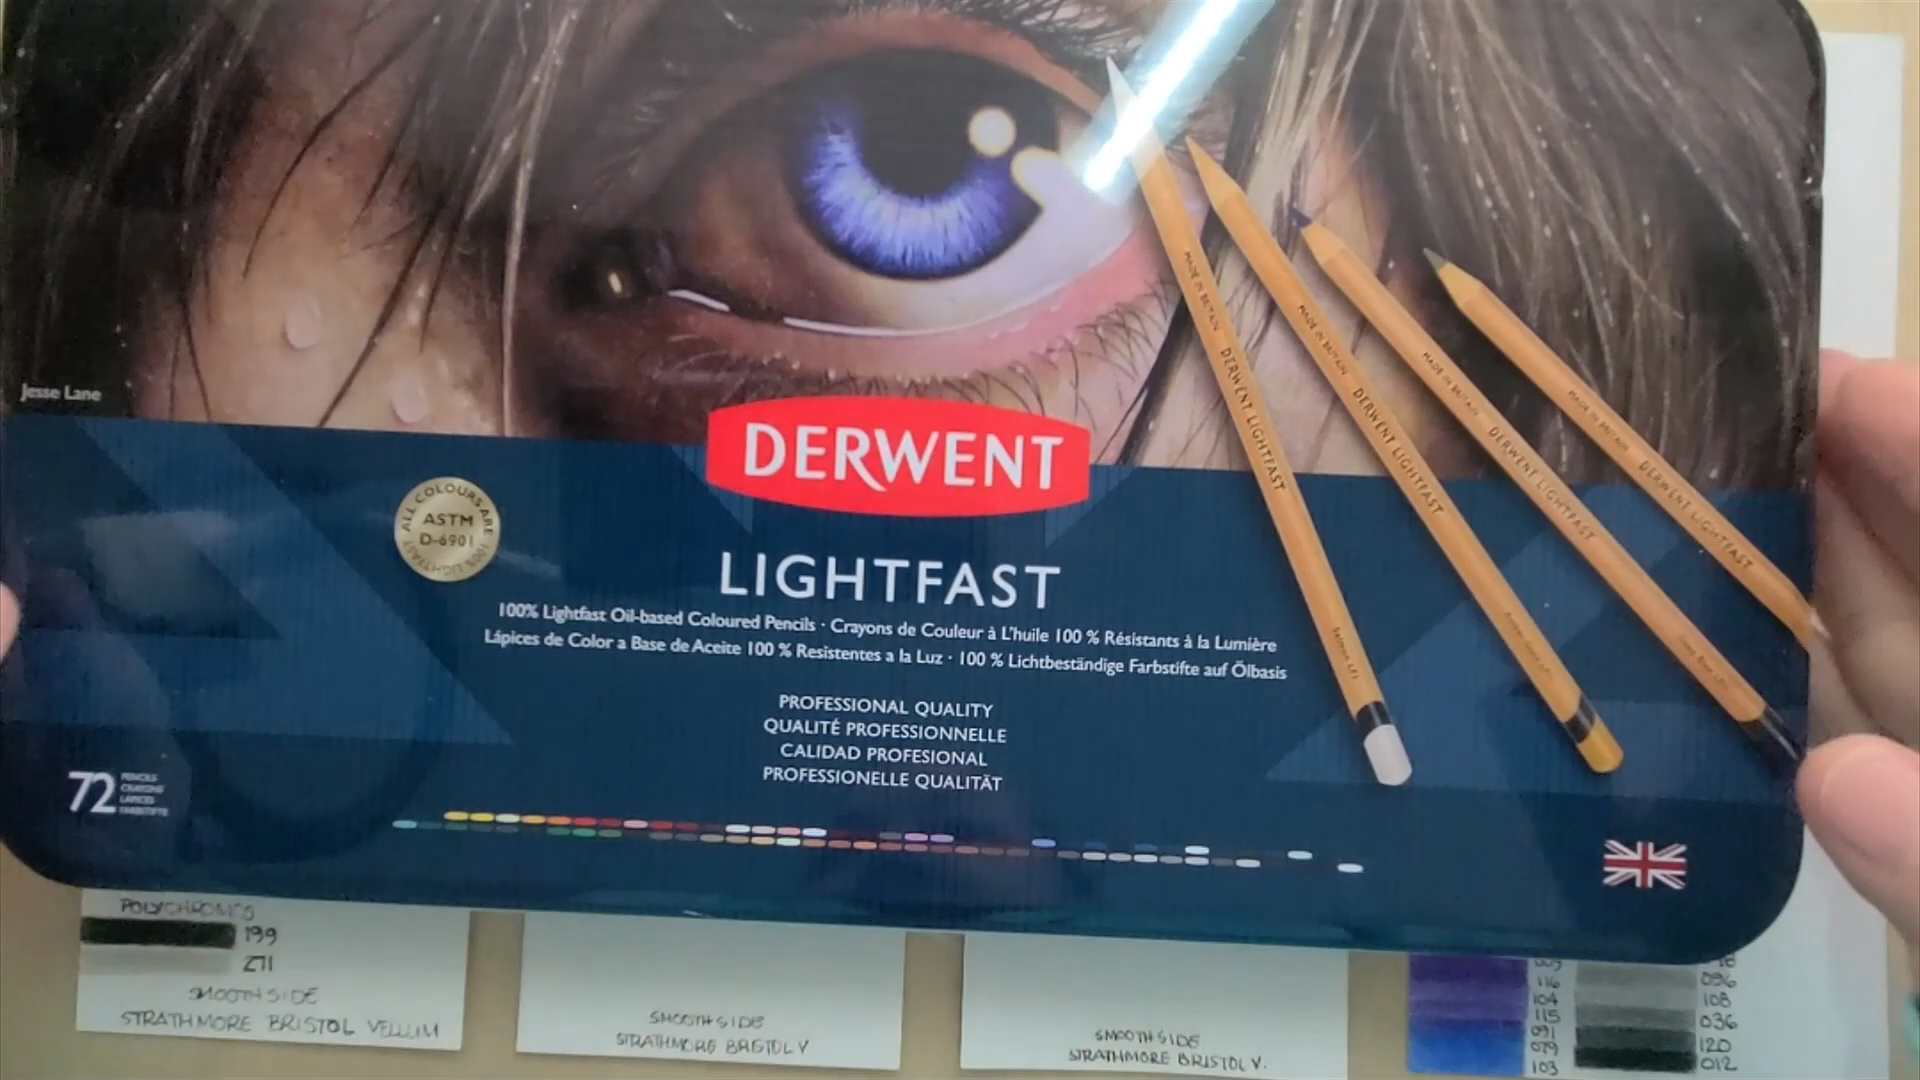 Jesse Lane
DERWENT
ALL COLOURS ARE 100% LIGHTFAST
ASTM
D-6901
LIGHTFAST
100% Lightfast Oil-based Coloured Pencils · Crayons de Couleur à L'huile 100 % Résistants à la Lumière
Lápices de Color a Base de Aceite 100 % Resistentes a la Luz · 100 % Lichtbeständige Farbstifte auf Ölbasis
PROFESSIONAL QUALITY
QUALITÉ PROFESSIONNELLE
CALIDAD PROFESIONAL
PROFESSIONELLE QUALITÄT
72
PENCILS
CRAYONS
LÁPICES
FARBSTIFTE
MADE IN BRITAIN DERWENT LIGHTFAST
MADE IN BRITAIN DERWENT LIGHTFAST
MADE IN BRITAIN DERWENT LIGHTFAST
MADE IN BRITAIN DERWENT LIGHTFAST
POLYCHROMOS
199
271
SMOOTH SIDE
STRATHMORE BRISTOL VELLUM
SMOOTH SIDE
STRATHMORE BRISTOL V
SMOOTH SIDE
STRATHMORE BRISTOL V.
116
104
115
091
079
103
096
108
036
120
012